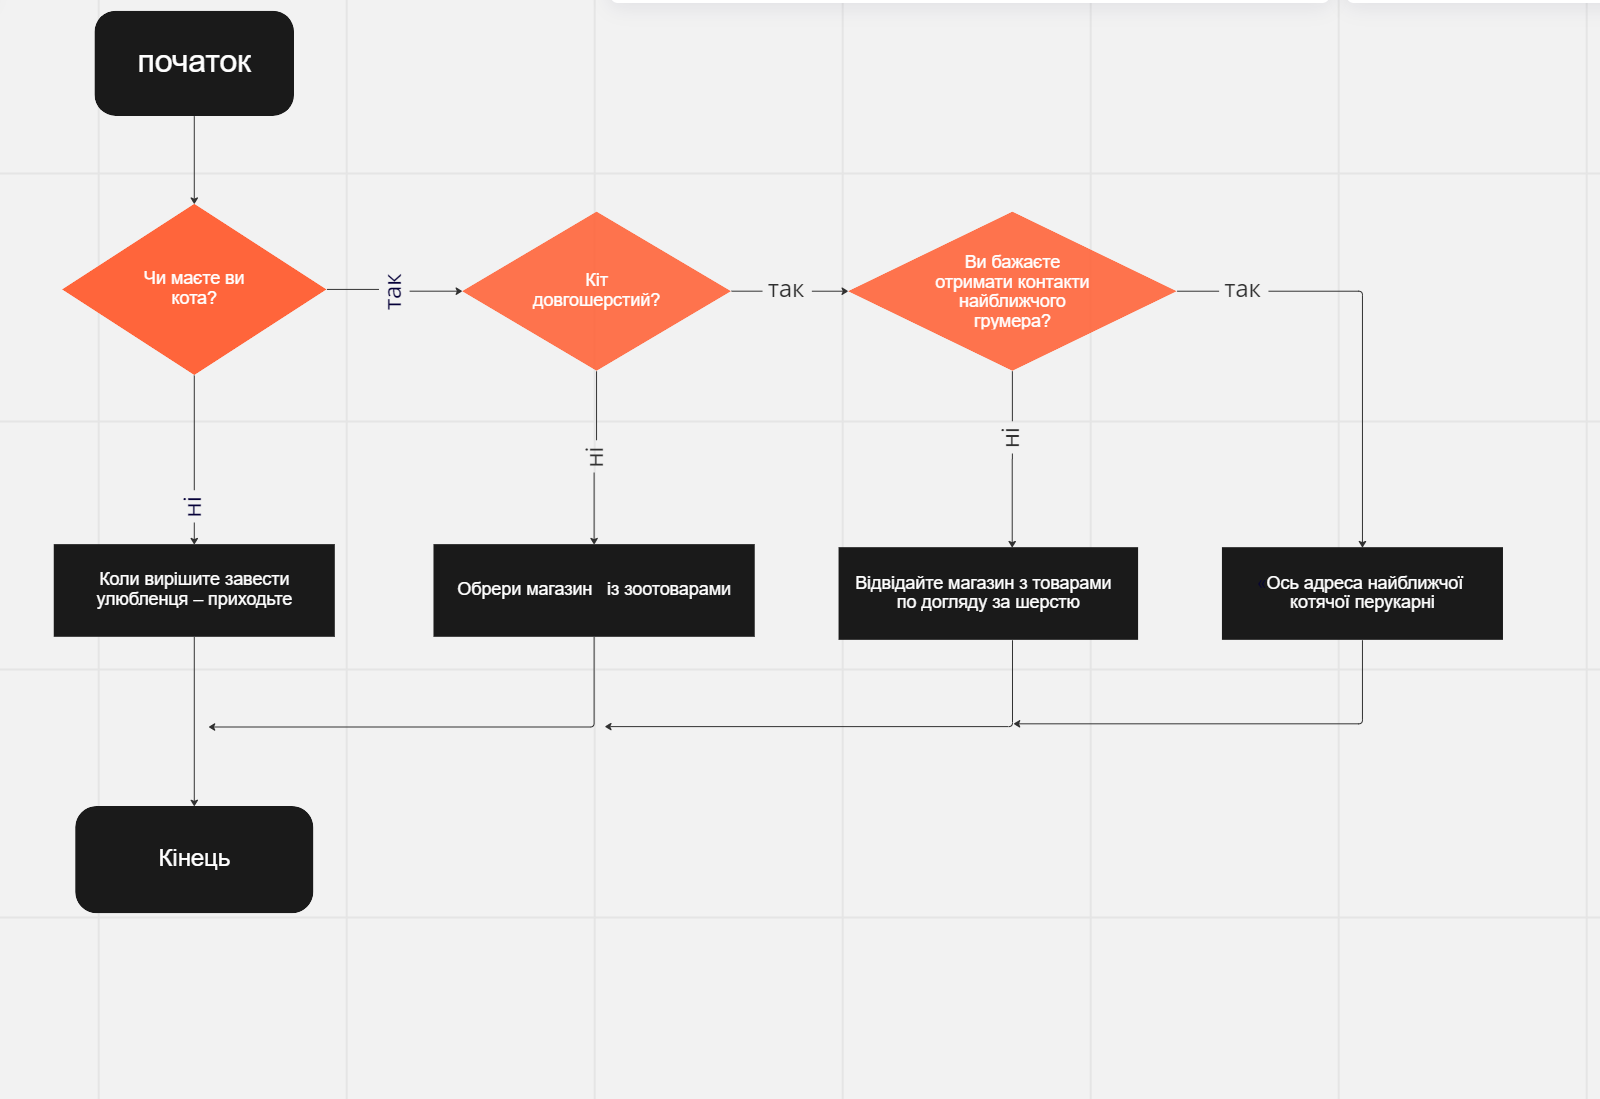 початок
Чи маєте ви
кота?
так
Кіт
довгошерстий?
так
Ви бажаєте
отримати контакти
найближчого
грумера?
так
ні
ні
ні
Коли вирішите завести
улюбленця – приходьте
Обрери магазин із зоотоварами
Відвідайте магазин з товарами
по догляду за шерстю
Ось адреса найближчої
котячої перукарні
Кінець